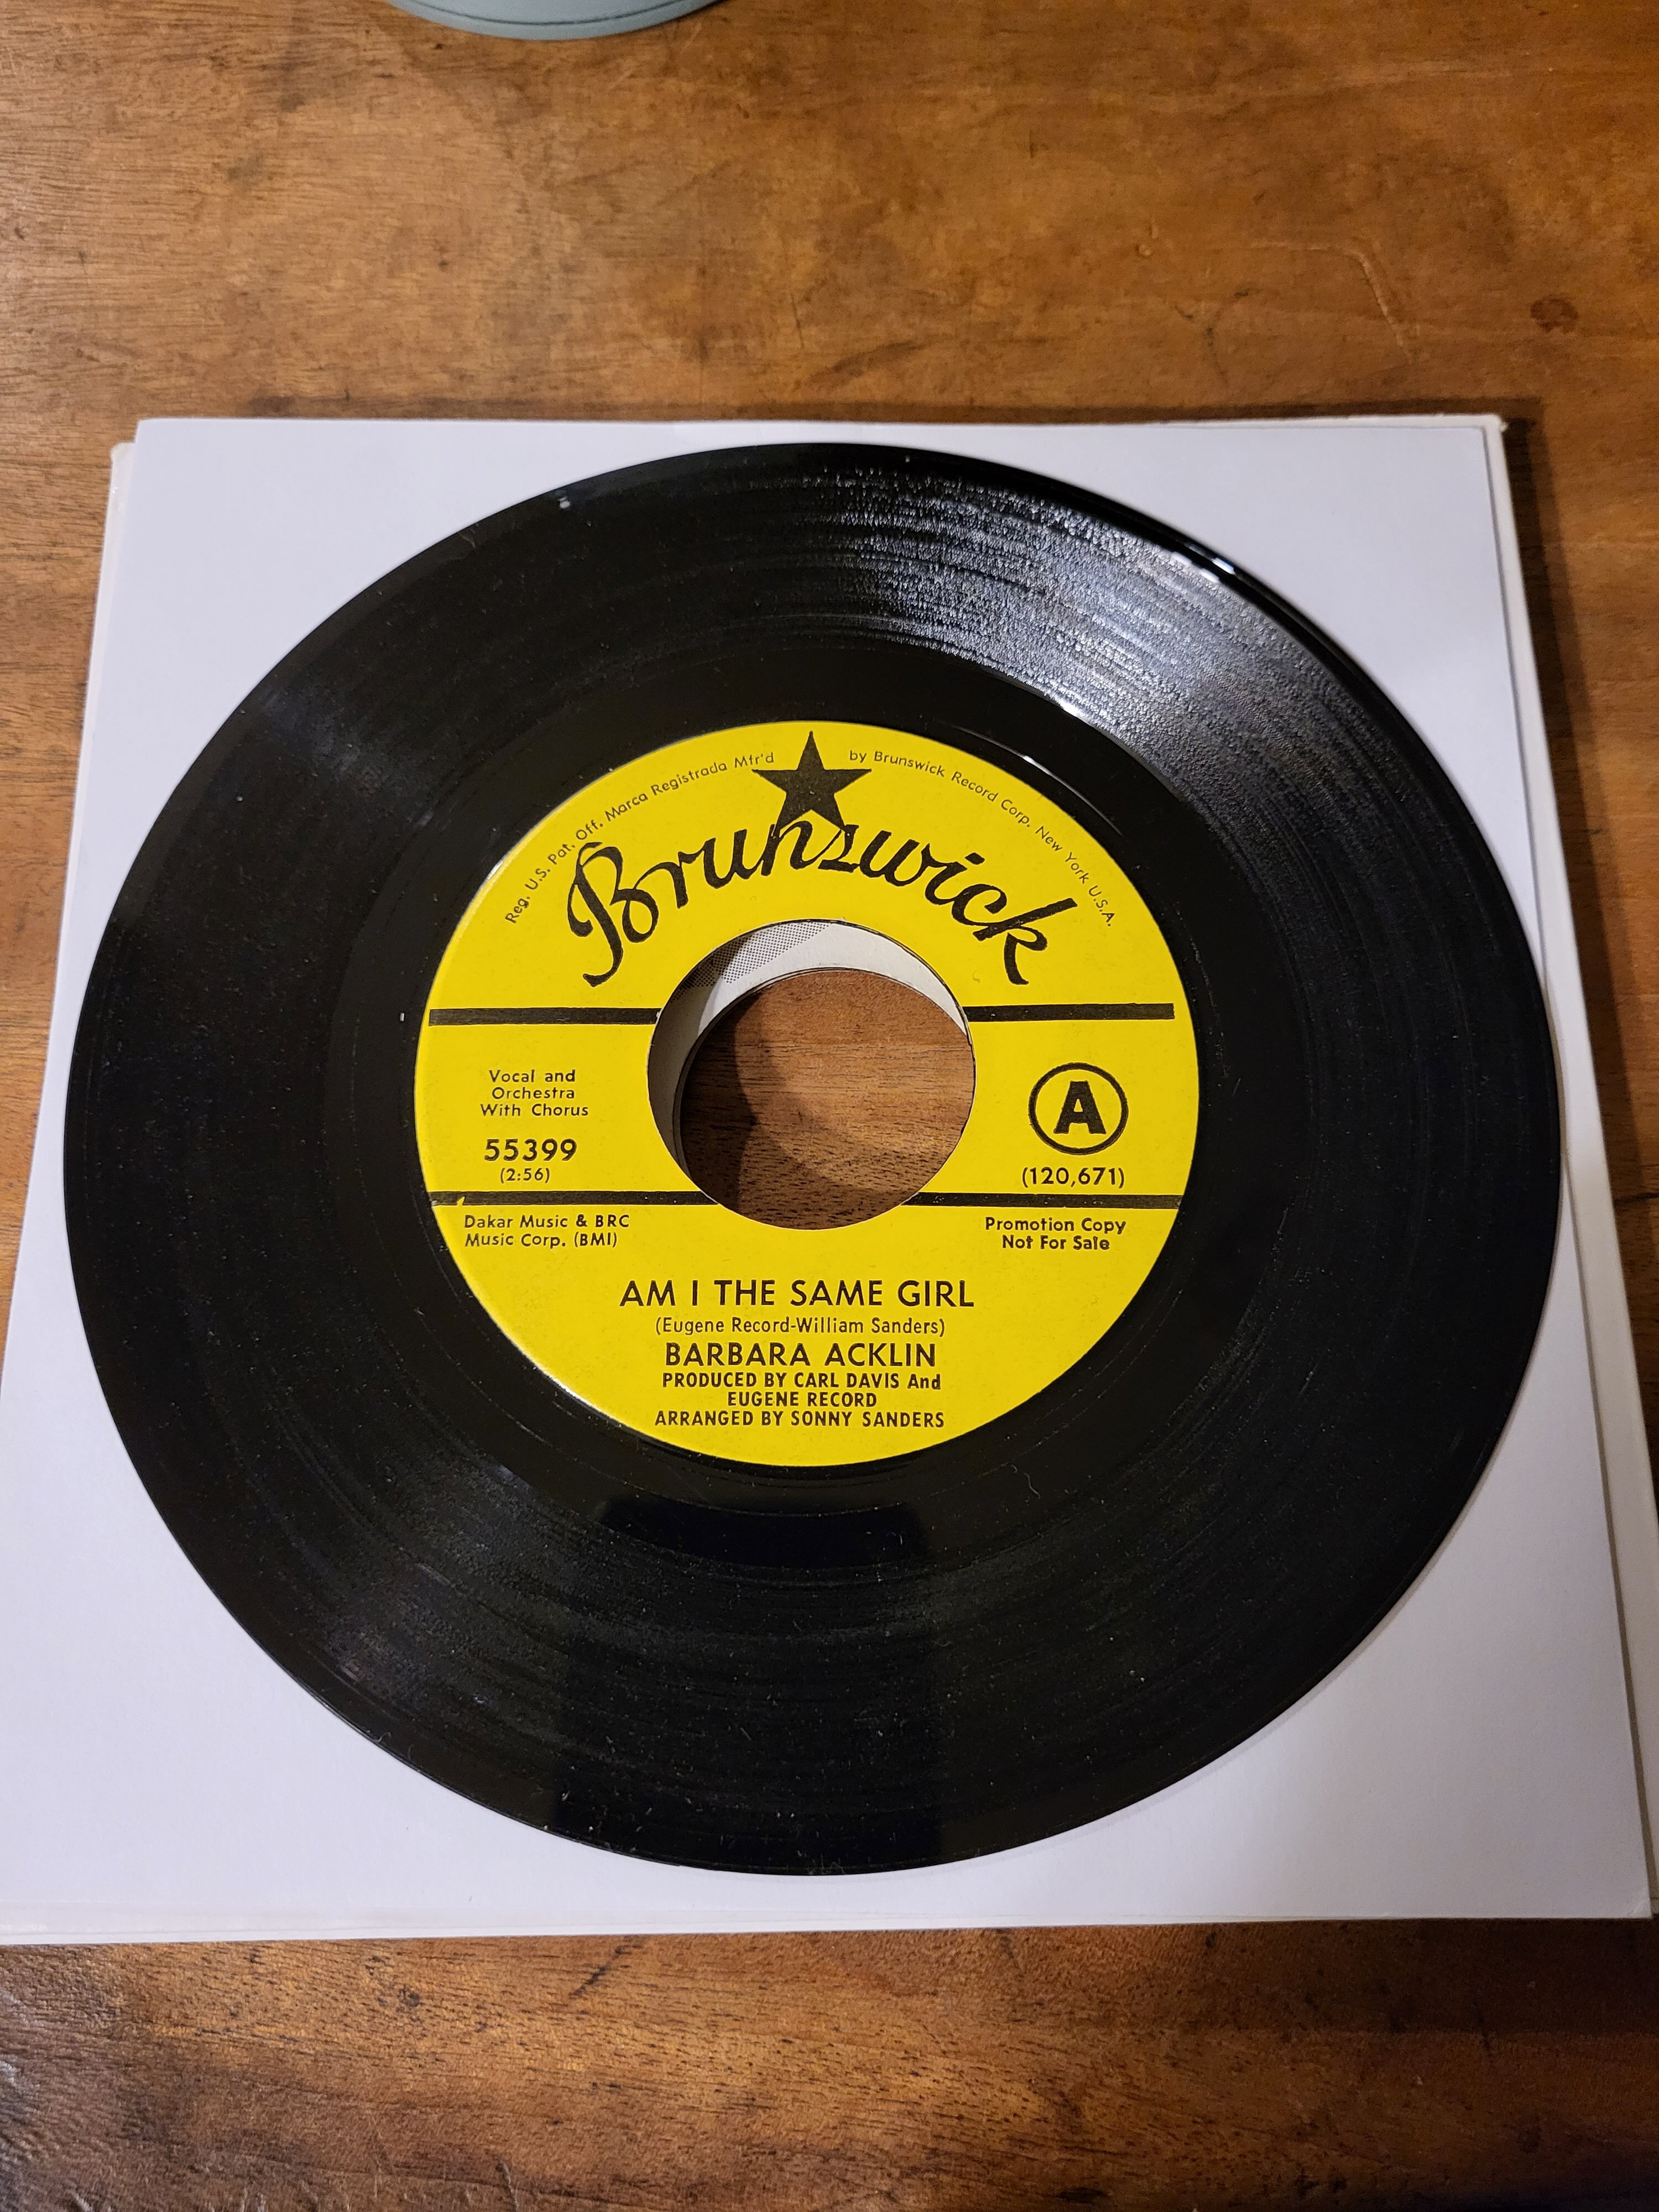 Reg. U.S. Pat. Off. Marca Registrada Mfr'd by Brunswick Record Corp. New York U.S.A.
Brunswick
Vocal and
Orchestra
With Chorus
55399
(2:56)
A
(120,671)
Dakar Music & BRC
Music Corp. (BMI)
Promotion Copy
Not For Sale
AM I THE SAME GIRL
(Eugene Record-William Sanders)
BARBARA ACKLIN
PRODUCED BY CARL DAVIS And
EUGENE RECORD
ARRANGED BY SONNY SANDERS